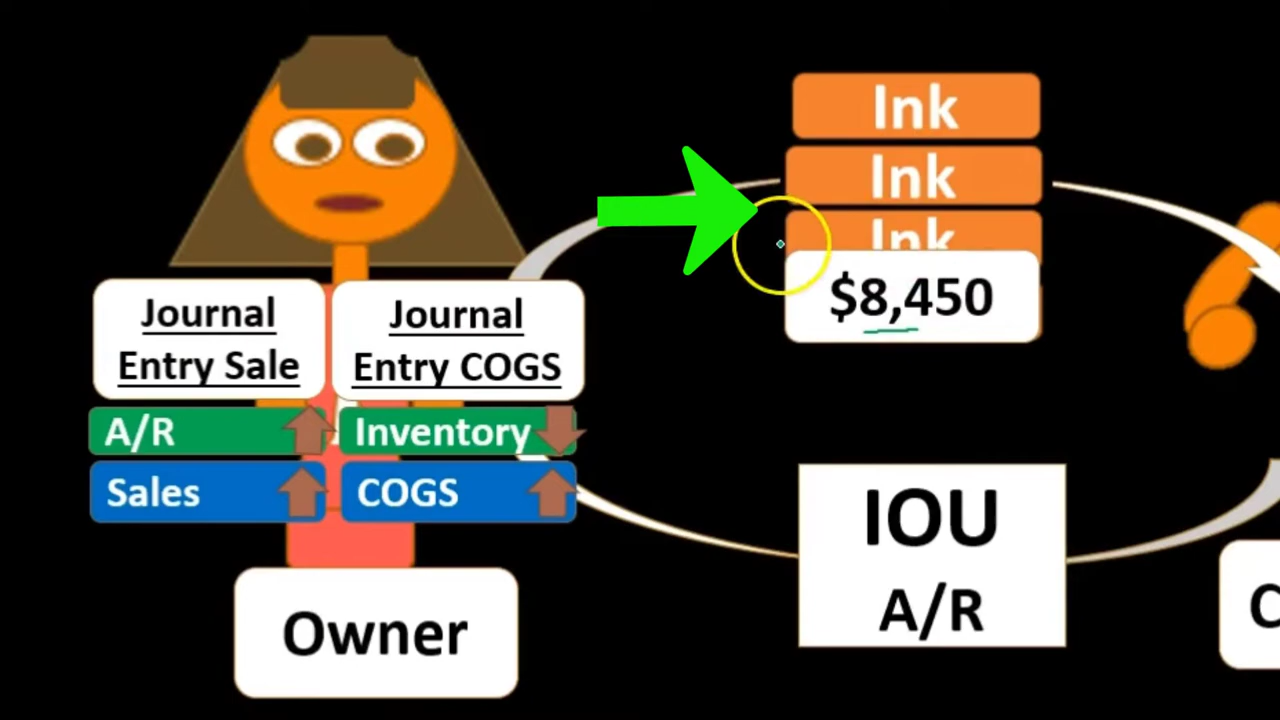 Ink
Ink
Ink
$8,450
Journal
Entry Sale
Journal
Entry COGS
A/R
Inventory
Sales
COGS
IOU
A/R
Owner
C